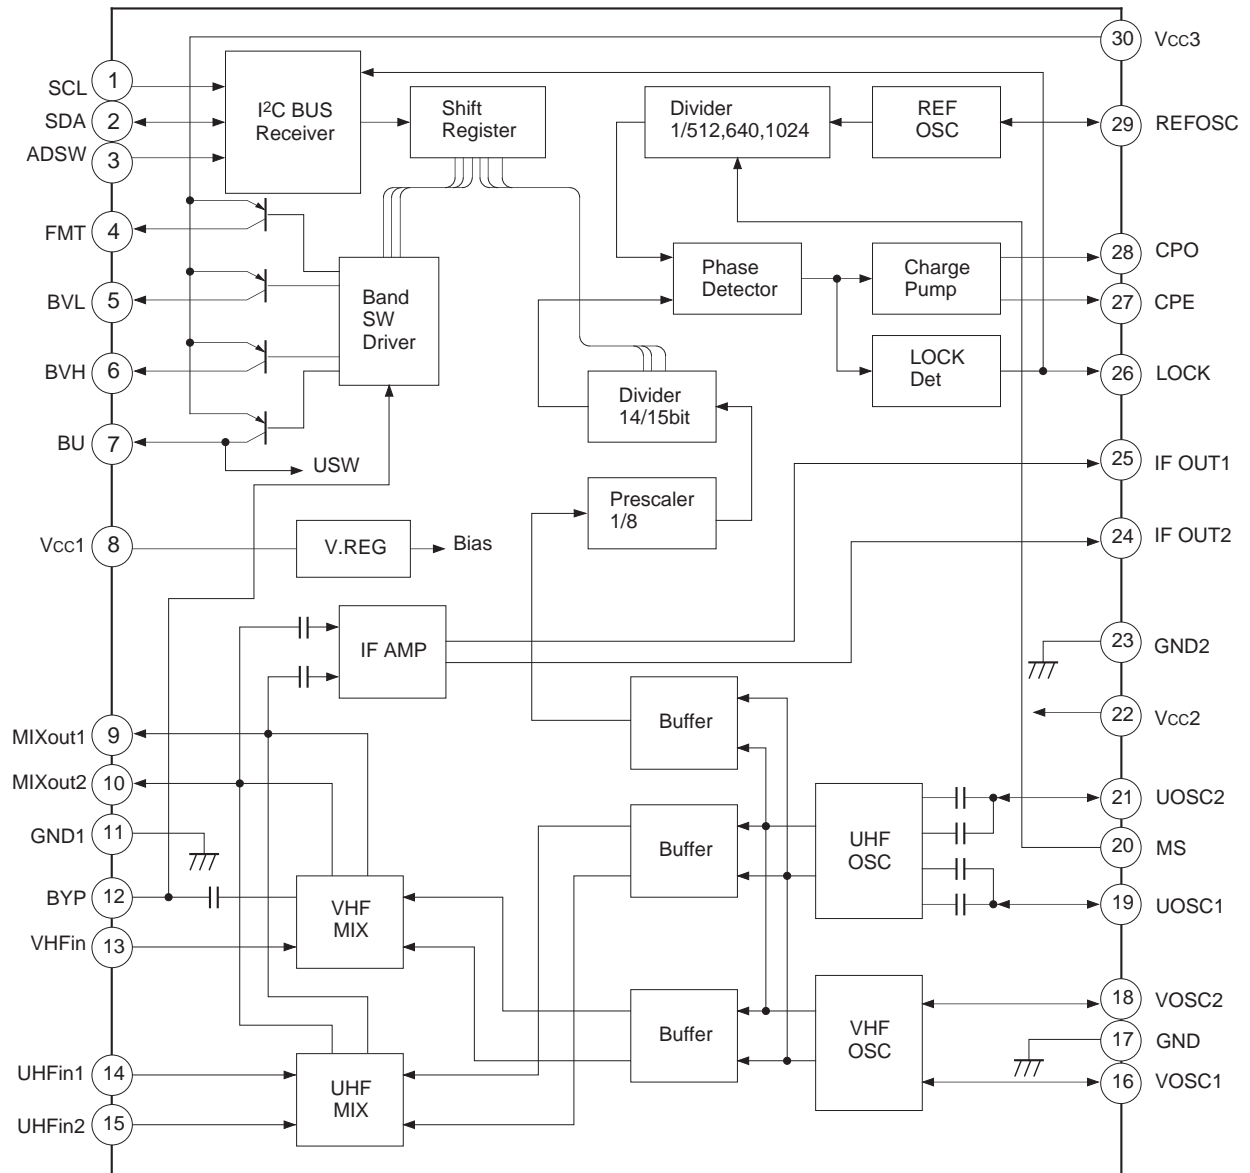 1
SCL
2
SDA
3
ADSW
4
FMT
5
BVL
6
BVH
7
BU
8
Vcc1
9
MIXout1
10
MIXout2
11
GND1
12
BYP
13
VHFin
14
UHFin1
15
UHFin2
I²C BUS
Receiver
Shift
Register
Divider
1/512,640,1024
REF
OSC
Band
SW
Driver
Phase
Detector
Charge
Pump
LOCK
Det
Divider
14/15bit
USW
Prescaler
1/8
V.REG
Bias
IF AMP
Buffer
Buffer
UHF
OSC
VHF
MIX
Buffer
VHF
OSC
UHF
MIX
30
Vcc3
29
REFOSC
28
CPO
27
CPE
26
LOCK
25
IF OUT1
24
IF OUT2
23
GND2
22
Vcc2
21
UOSC2
20
MS
19
UOSC1
18
VOSC2
17
GND
16
VOSC1